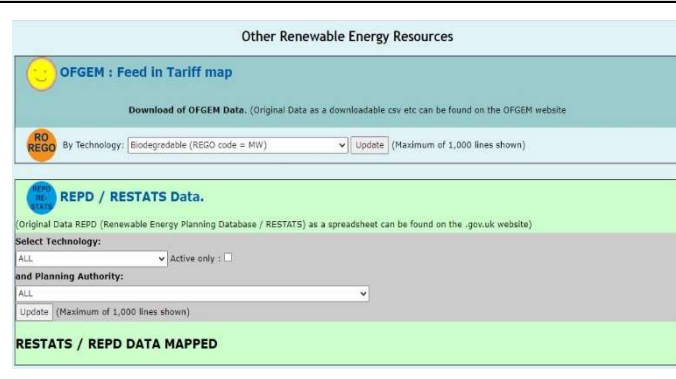 Other Renewable Energy Resources
OFGEM : Feed in Tariff map
Download of OFGEM Data. (Original Data as a downloadable csv etc can be found on the OFGEM website
RO
REGO
By Technology: Biodegradable (REGO code = MW) Update (Maximum of 1,000 lines shown)
REPD
RE-
STATS
REPD / RESTATS Data.
(Original Data REPD (Renewable Energy Planning Database / RESTATS) as a spreadsheet can be found on the .gov.uk website)
Select Technology:
ALL Active only :
and Planning Authority:
ALL
Update (Maximum of 1,000 lines shown)
RESTATS / REPD DATA MAPPED